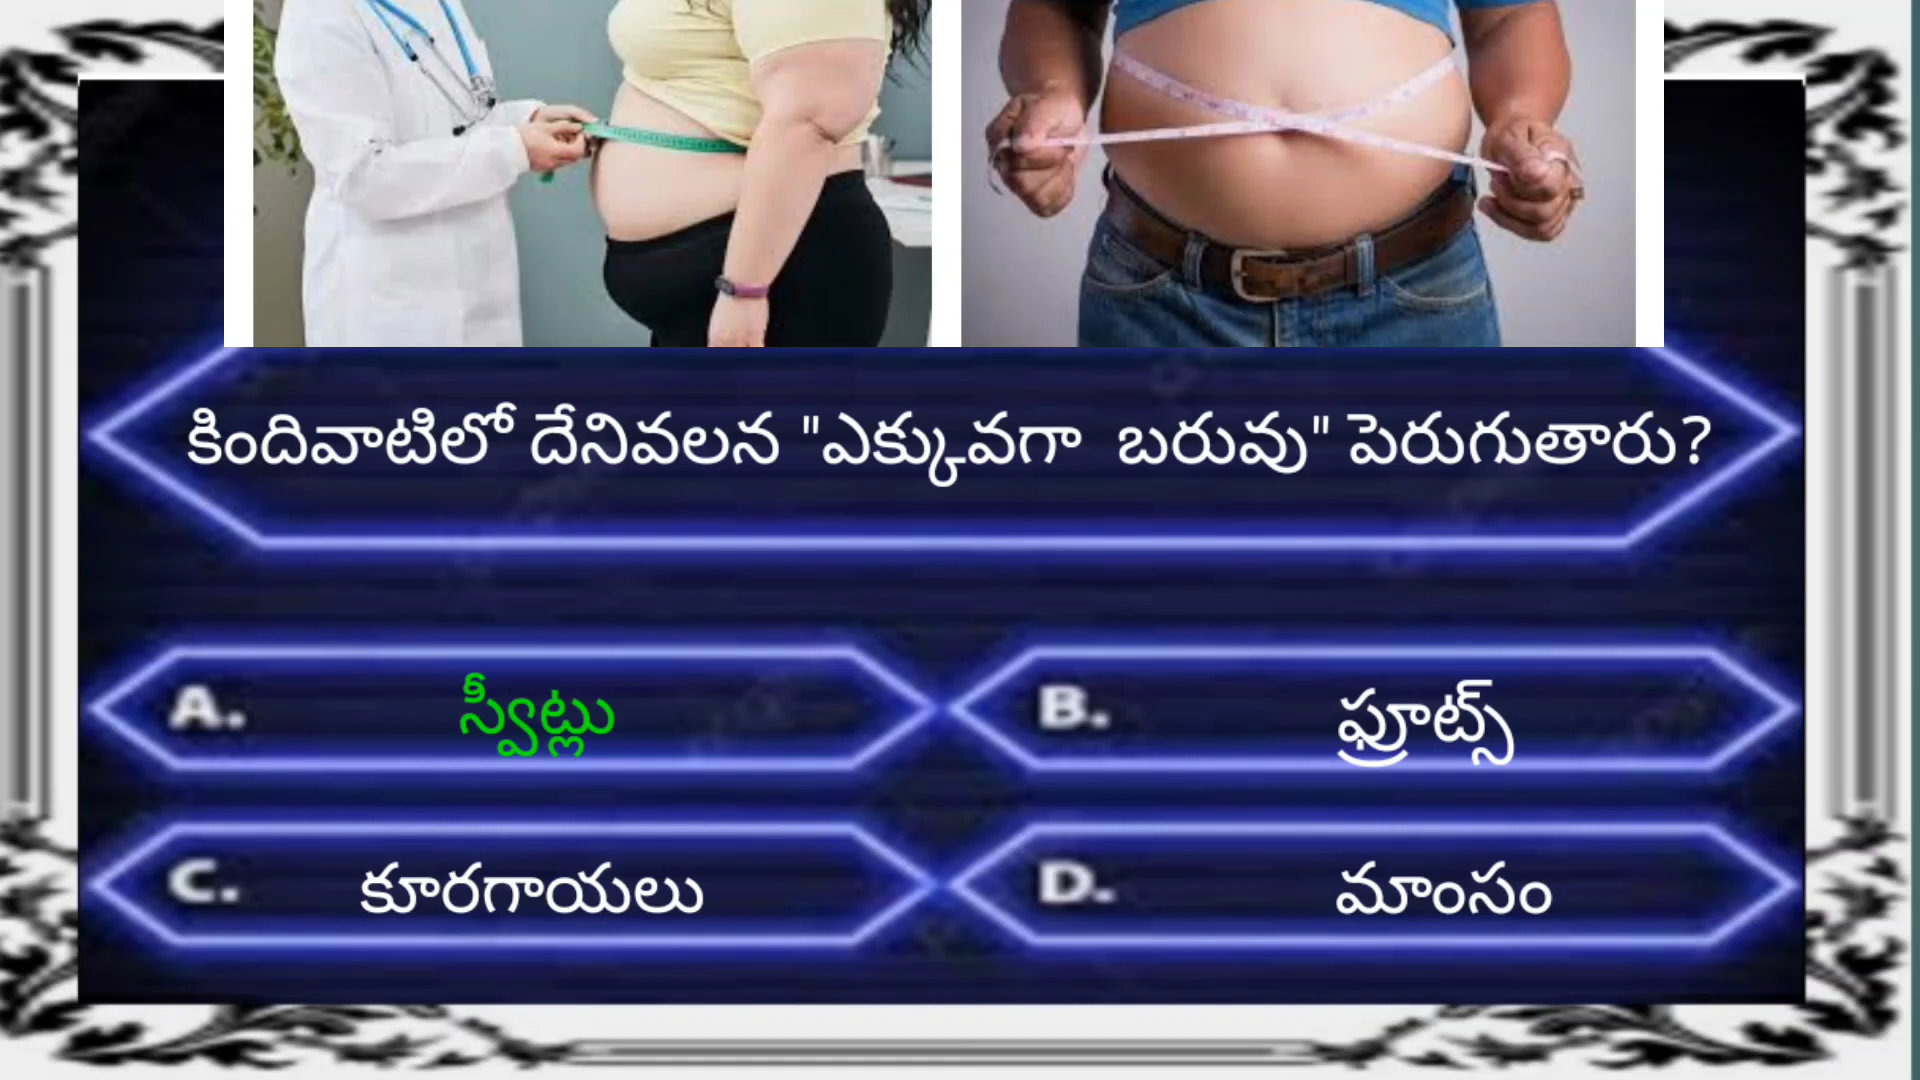 కిందివాటిలో దేనివలన "ఎక్కువగా  బరువు" పెరుగుతారు?
A. స్వీట్లు
B. ఫ్రూట్స్
C. కూరగాయలు
D. మాంసం